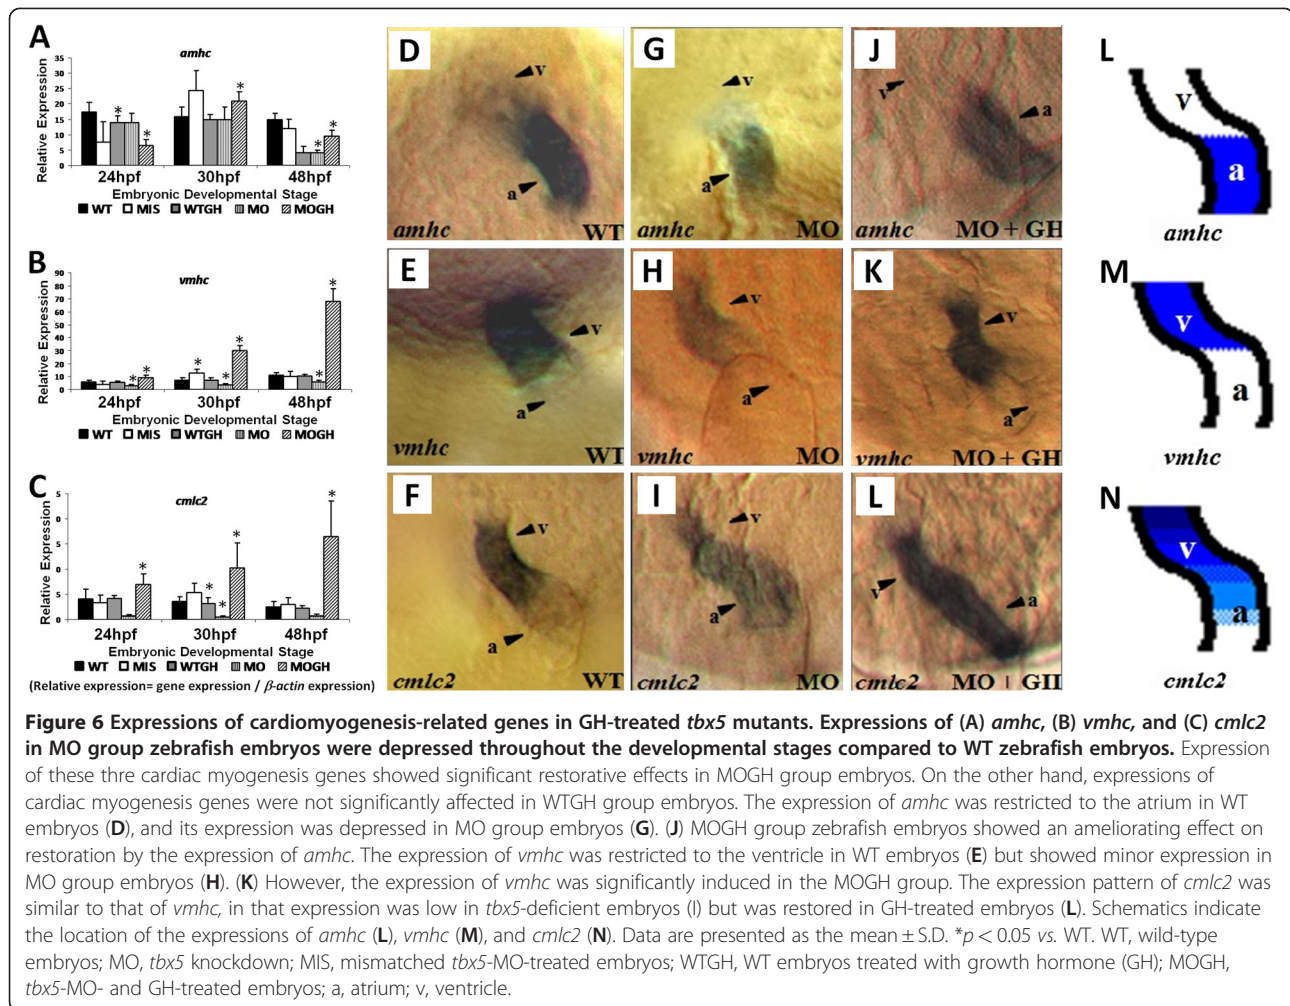 A
amhc
Relative Expression
35
30
25
20
15
10
5
0
* * * * *
24hpf 30hpf 48hpf
Embryonic Developmental Stage
WT MIS WTGH MO MOGH
B
vmhc
Relative Expression
90
80
70
60
50
40
30
20
10
0
* * * * * * *
24hpf 30hpf 48hpf
Embryonic Developmental Stage
WT MIS WTGH MO MOGH
C
cmlc2
Relative Expression
5
0
5
0
5
0
* * * * *
24hpf 30hpf 48hpf
Embryonic Developmental Stage
WT MIS WTGH MO MOGH
(Relative expression= gene expression / β-actin expression)
D
v
a
amhc WT
G
v
a
amhc MO
J
v
a
amhc MO + GH
L
v
a
amhc
E
v
a
vmhc WT
H
v
a
vmhc MO
K
v
a
vmhc MO + GH
M
v
a
vmhc
F
v
a
cmlc2 WT
I
v
a
cmlc2 MO
L
v
a
cmlc2 MO + GH
N
v
a
cmlc2
Figure 6 Expressions of cardiomyogenesis-related genes in GH-treated tbx5 mutants. Expressions of (A) amhc, (B) vmhc, and (C) cmlc2
in MO group zebrafish embryos were depressed throughout the developmental stages compared to WT zebrafish embryos. Expression
of these thre cardiac myogenesis genes showed significant restorative effects in MOGH group embryos. On the other hand, expressions of
cardiac myogenesis genes were not significantly affected in WTGH group embryos. The expression of amhc was restricted to the atrium in WT
embryos (D), and its expression was depressed in MO group embryos (G). (J) MOGH group zebrafish embryos showed an ameliorating effect on
restoration by the expression of amhc. The expression of vmhc was restricted to the ventricle in WT embryos (E) but showed minor expression in
MO group embryos (H). (K) However, the expression of vmhc was significantly induced in the MOGH group. The expression pattern of cmlc2 was
similar to that of vmhc, in that expression was low in tbx5-deficient embryos (I) but was restored in GH-treated embryos (L). Schematics indicate
the location of the expressions of amhc (L), vmhc (M), and cmlc2 (N). Data are presented as the mean ± S.D. *p < 0.05 vs. WT. WT, wild-type
embryos; MO, tbx5 knockdown; MIS, mismatched tbx5-MO-treated embryos; WTGH, WT embryos treated with growth hormone (GH); MOGH,
tbx5-MO- and GH-treated embryos; a, atrium; v, ventricle.